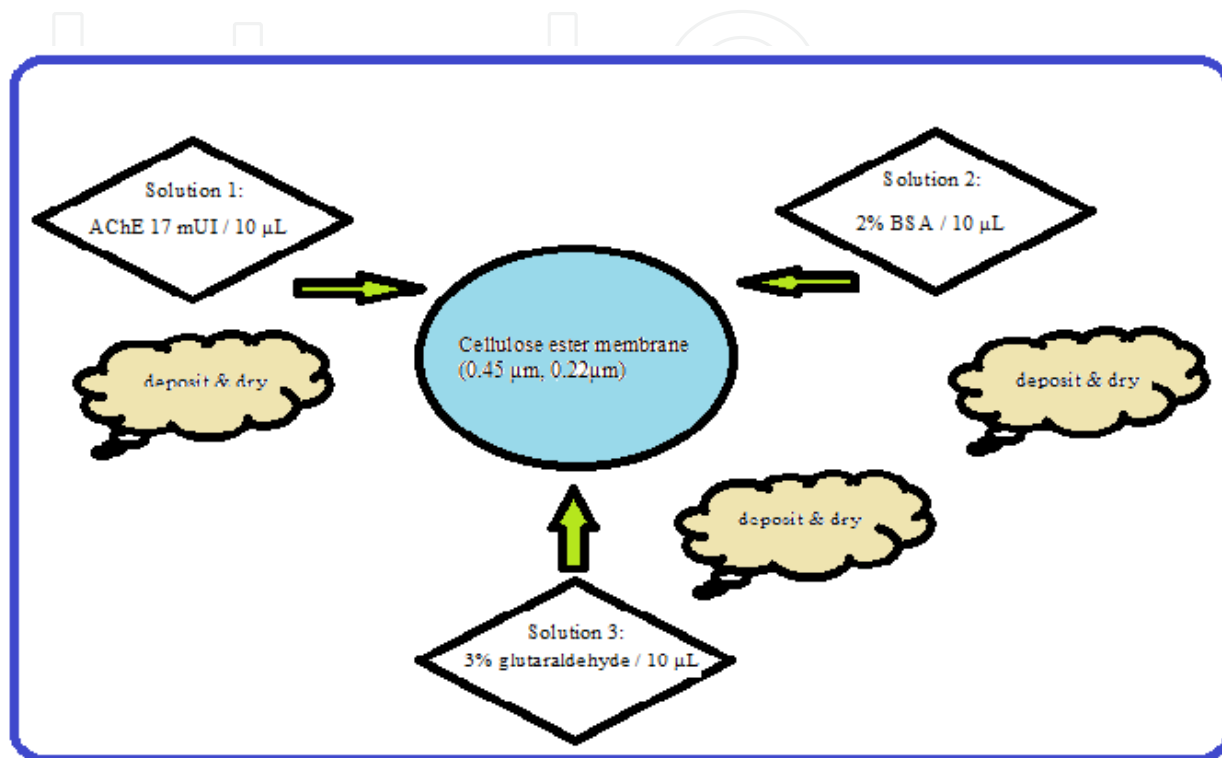 Solution 1:
AChE 17 mUI / 10 µL
Solution 2:
2% BSA / 10 µL
Cellulose ester membrane
(0.45 µm, 0.22µm)
deposit & dry
deposit & dry
deposit & dry
Solution 3:
3% glutaraldehyde / 10 µL